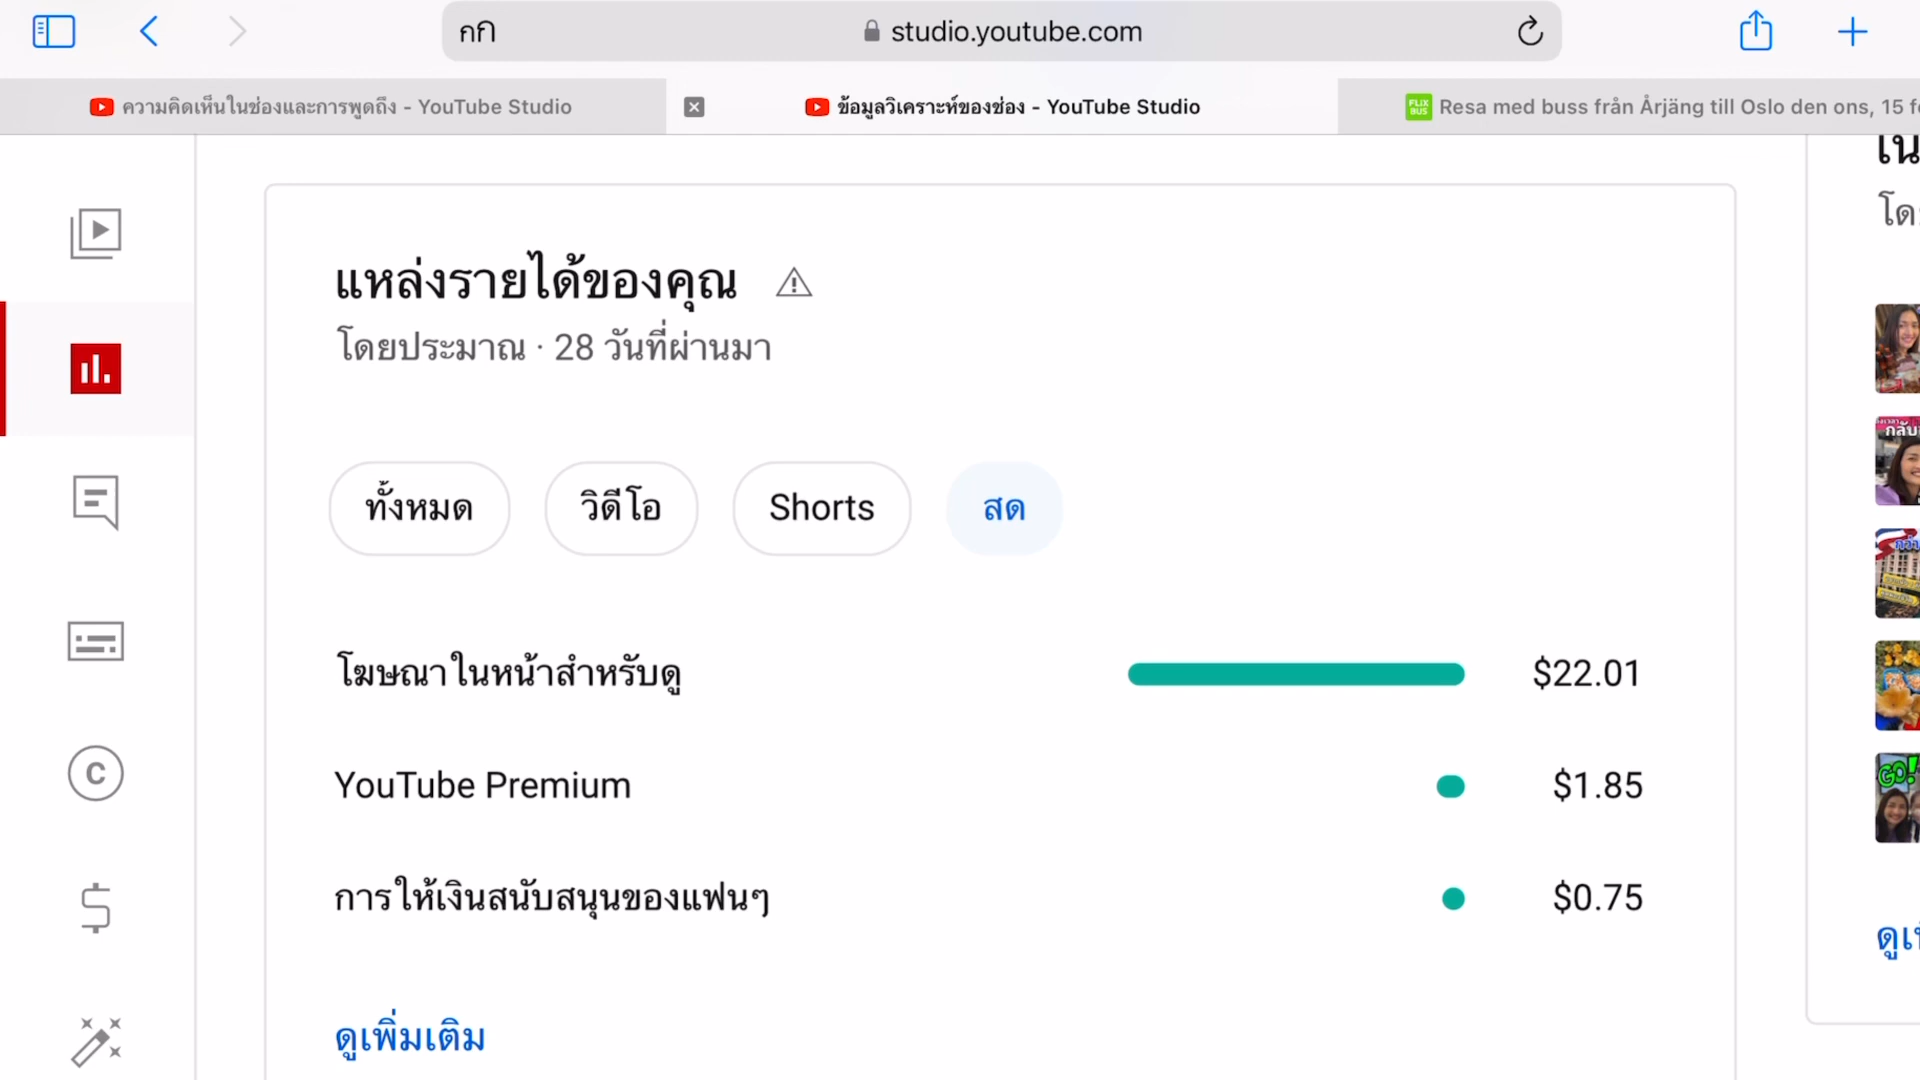 กกี
studio.youtube.com
ความคิดเห็นในช่องและการพูดถึง - YouTube Studio
ข้อมูลวิเคราะห์ของช่อง - YouTube Studio
FLiX BUS
Resa med buss från Årjäng till Oslo den ons, 15
แหล่งรายได้ของคุณ
โดยประมาณ · 28 วันที่ผ่านมา
ทั้งหมด
วิดีโอ
Shorts
สด
โฆษณาในหน้าสำหรับดู
$22.01
YouTube Premium
$1.85
การให้เงินสนับสนุนของแฟนๆ
$0.75
ดูเพิ่มเติม
GO!